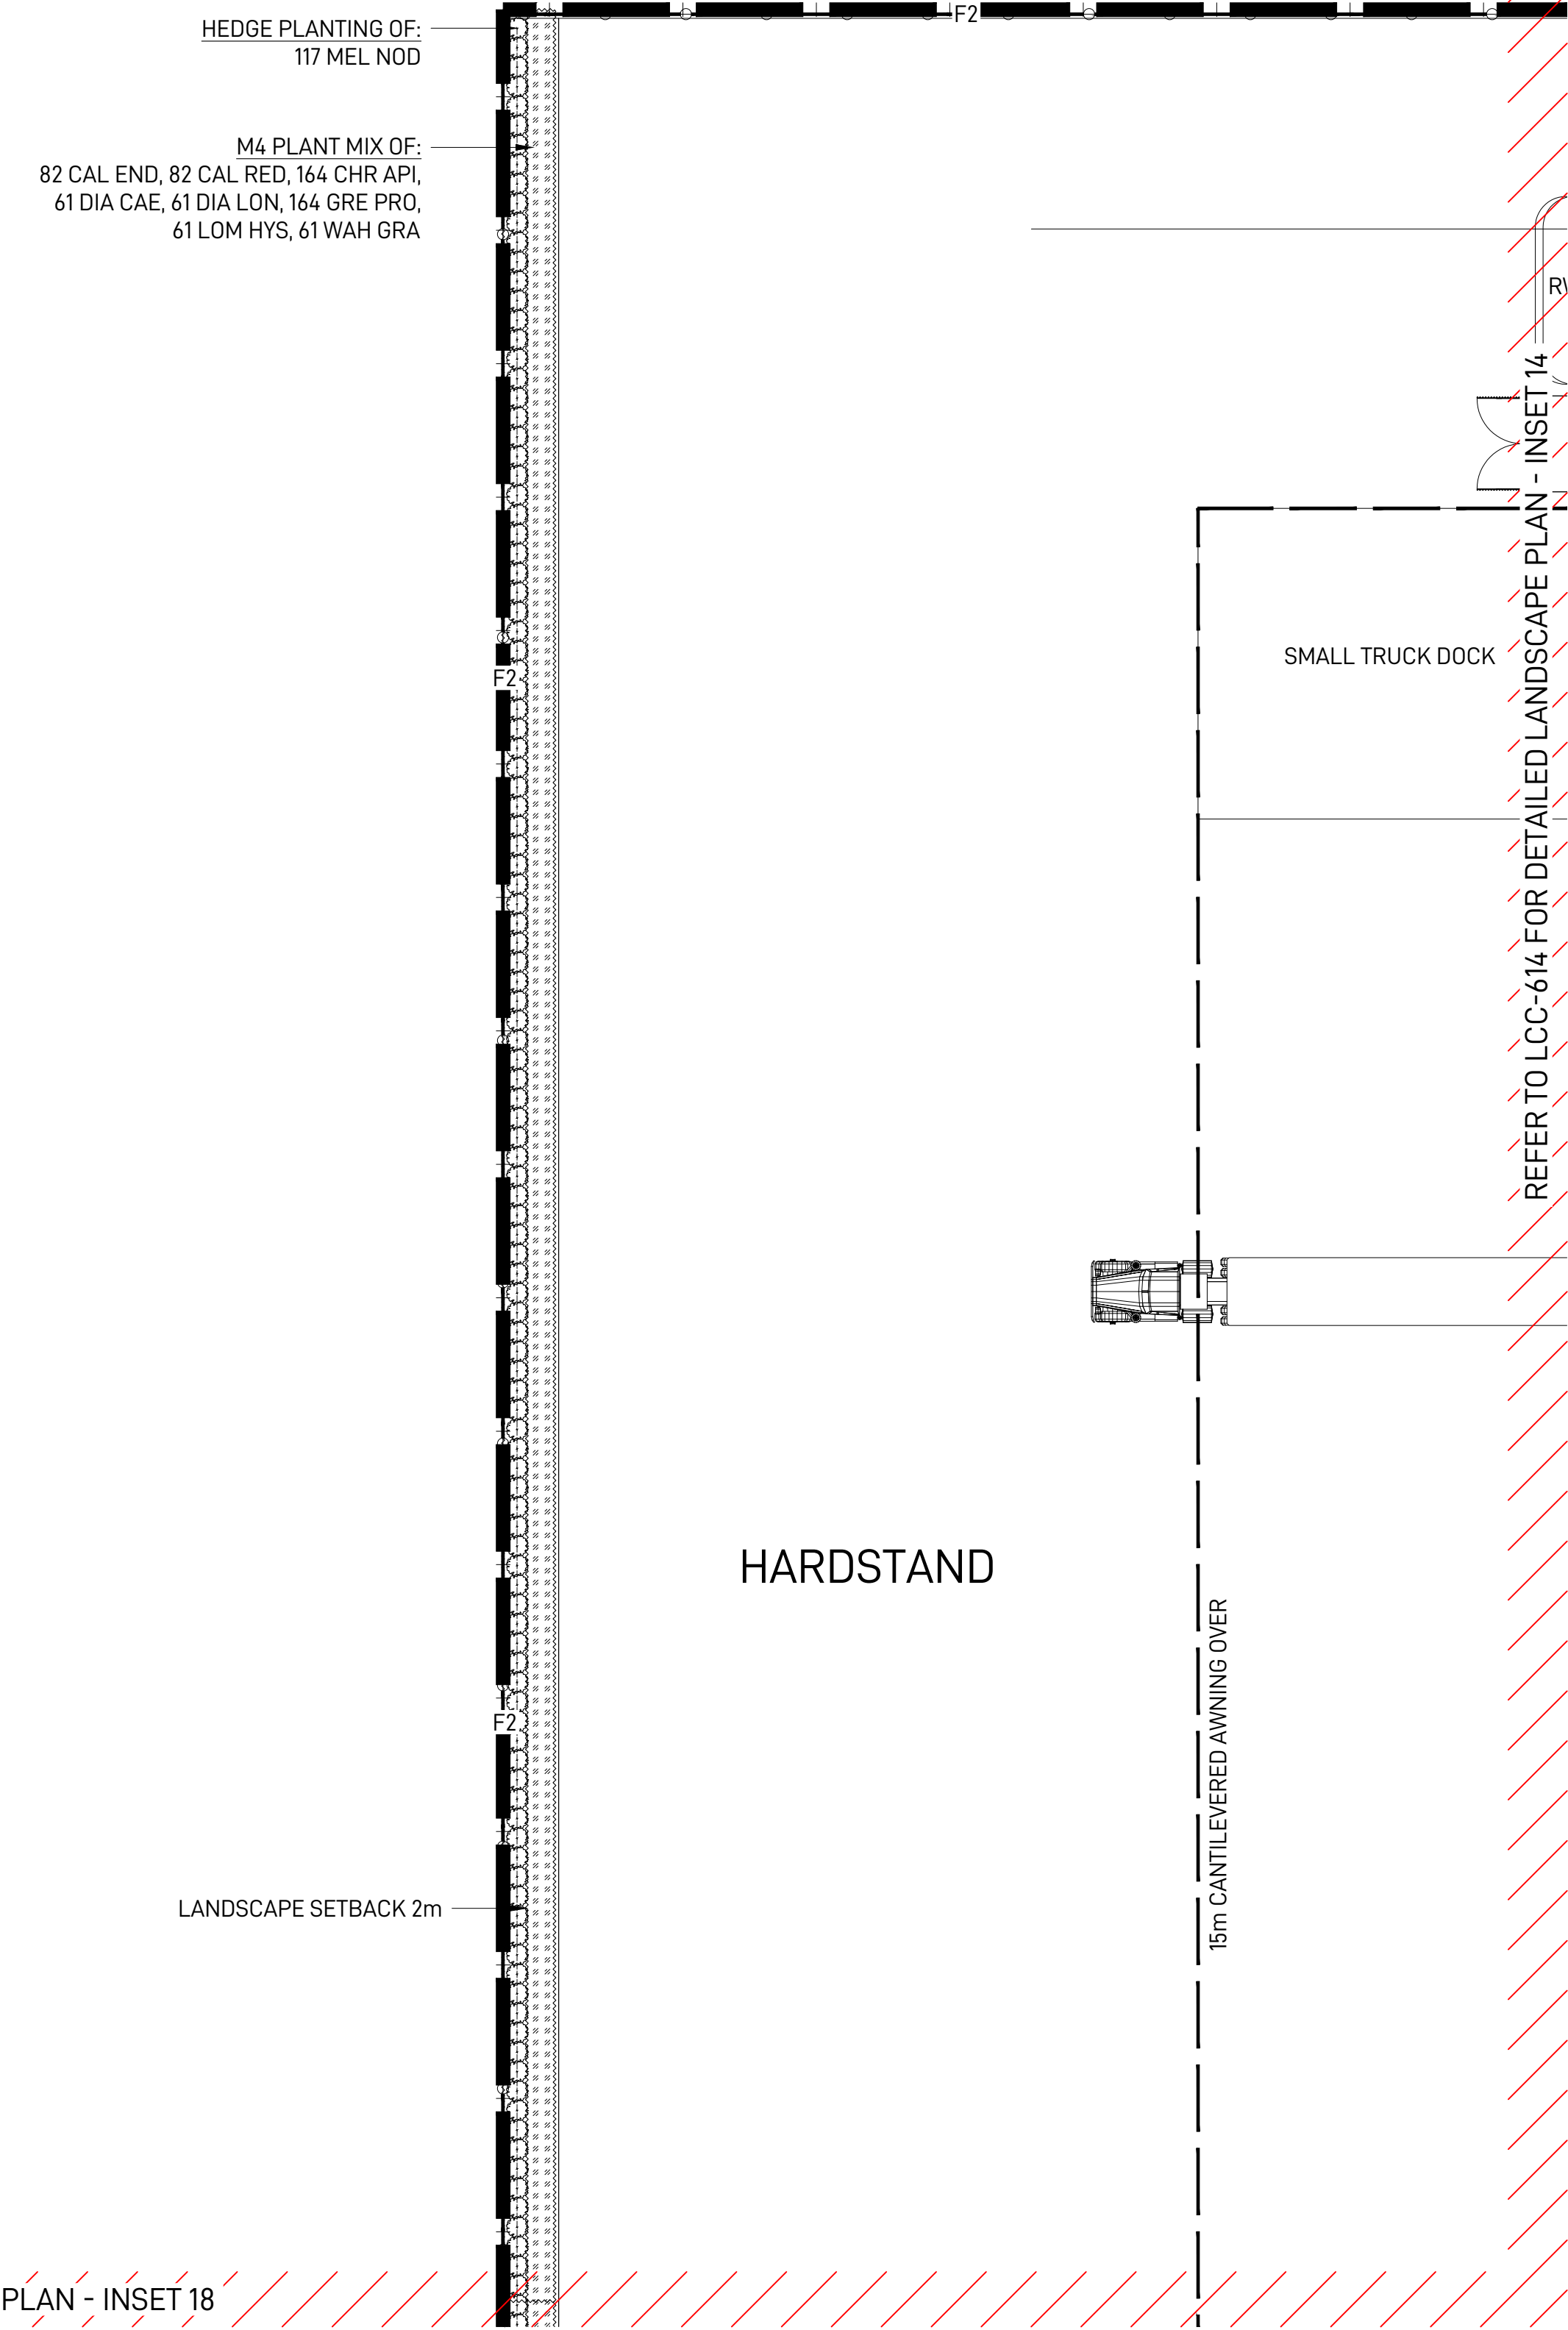 F2
HEDGE PLANTING OF:
117 MEL NOD
M4 PLANT MIX OF:
82 CAL END, 82 CAL RED, 164 CHR API,
61 DIA CAE, 61 DIA LON, 164 GRE PRO,
61 LOM HYS, 61 WAH GRA
REFER TO LCC-614 FOR DETAILED LANDSCAPE PLAN - INSET 14
SMALL TRUCK DOCK
F2
HARDSTAND
15m CANTILEVERED AWNING OVER
F2
LANDSCAPE SETBACK 2m
PLAN - INSET 18